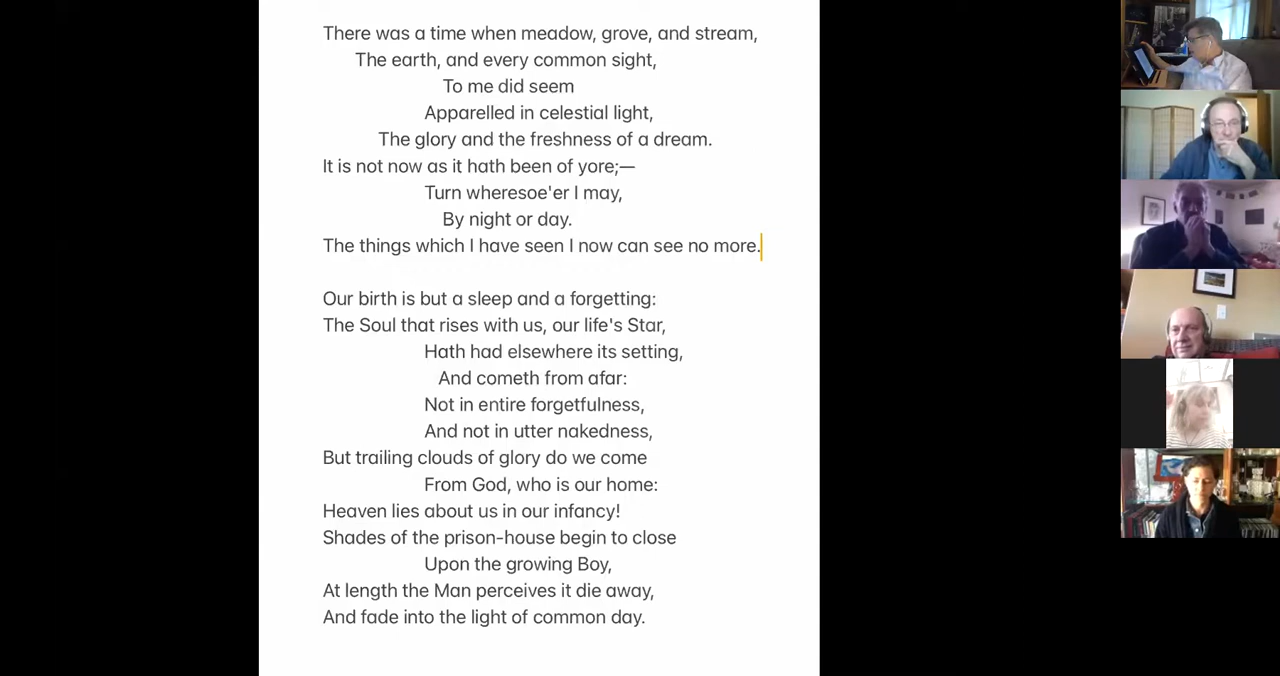 There was a time when meadow, grove, and stream,
The earth, and every common sight,
To me did seem
Apparelled in celestial light,
The glory and the freshness of a dream.
It is not now as it hath been of yore;—
Turn wheresoe'er I may,
By night or day.
The things which I have seen I now can see no more.
Our birth is but a sleep and a forgetting:
The Soul that rises with us, our life's Star,
Hath had elsewhere its setting,
And cometh from afar:
Not in entire forgetfulness,
And not in utter nakedness,
But trailing clouds of glory do we come
From God, who is our home:
Heaven lies about us in our infancy!
Shades of the prison-house begin to close
Upon the growing Boy,
At length the Man perceives it die away,
And fade into the light of common day.